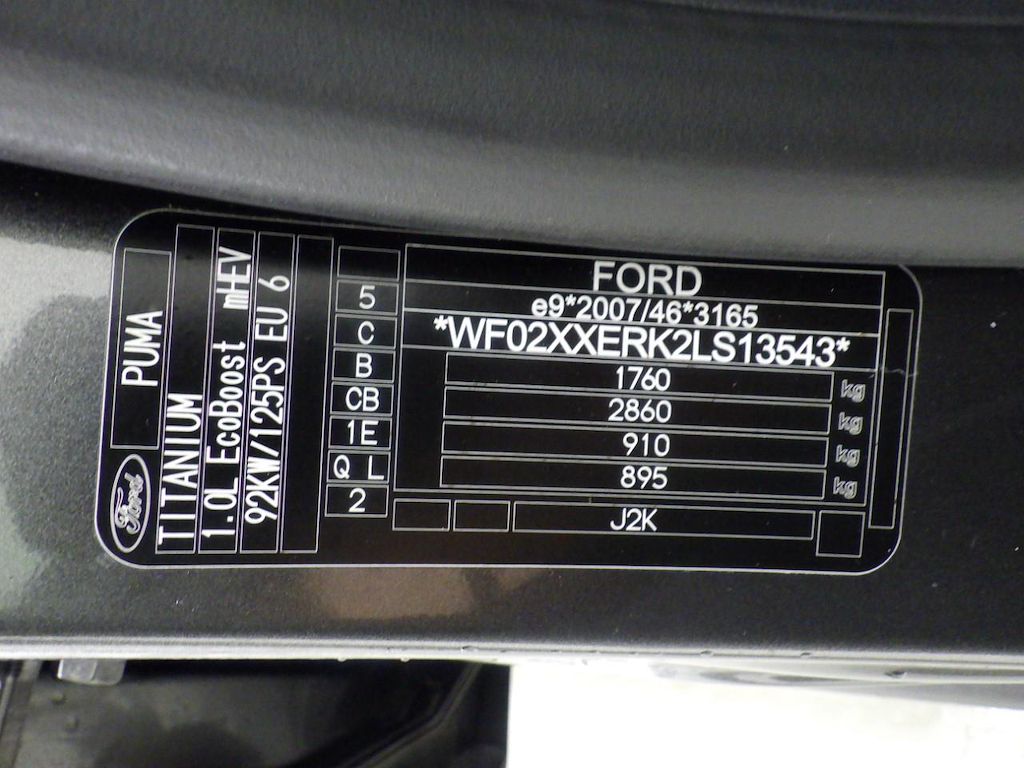 Ford
PUMA
TITANIUM
1.0L EcoBoost mHEV
92KW/125PS EU 6
5
C
B
CB
1E
Q L
2
FORD
e9*2007/46*3165
*WF02XXERK2LS13543*
1760 kg
2860 kg
910 kg
895 kg
J2K